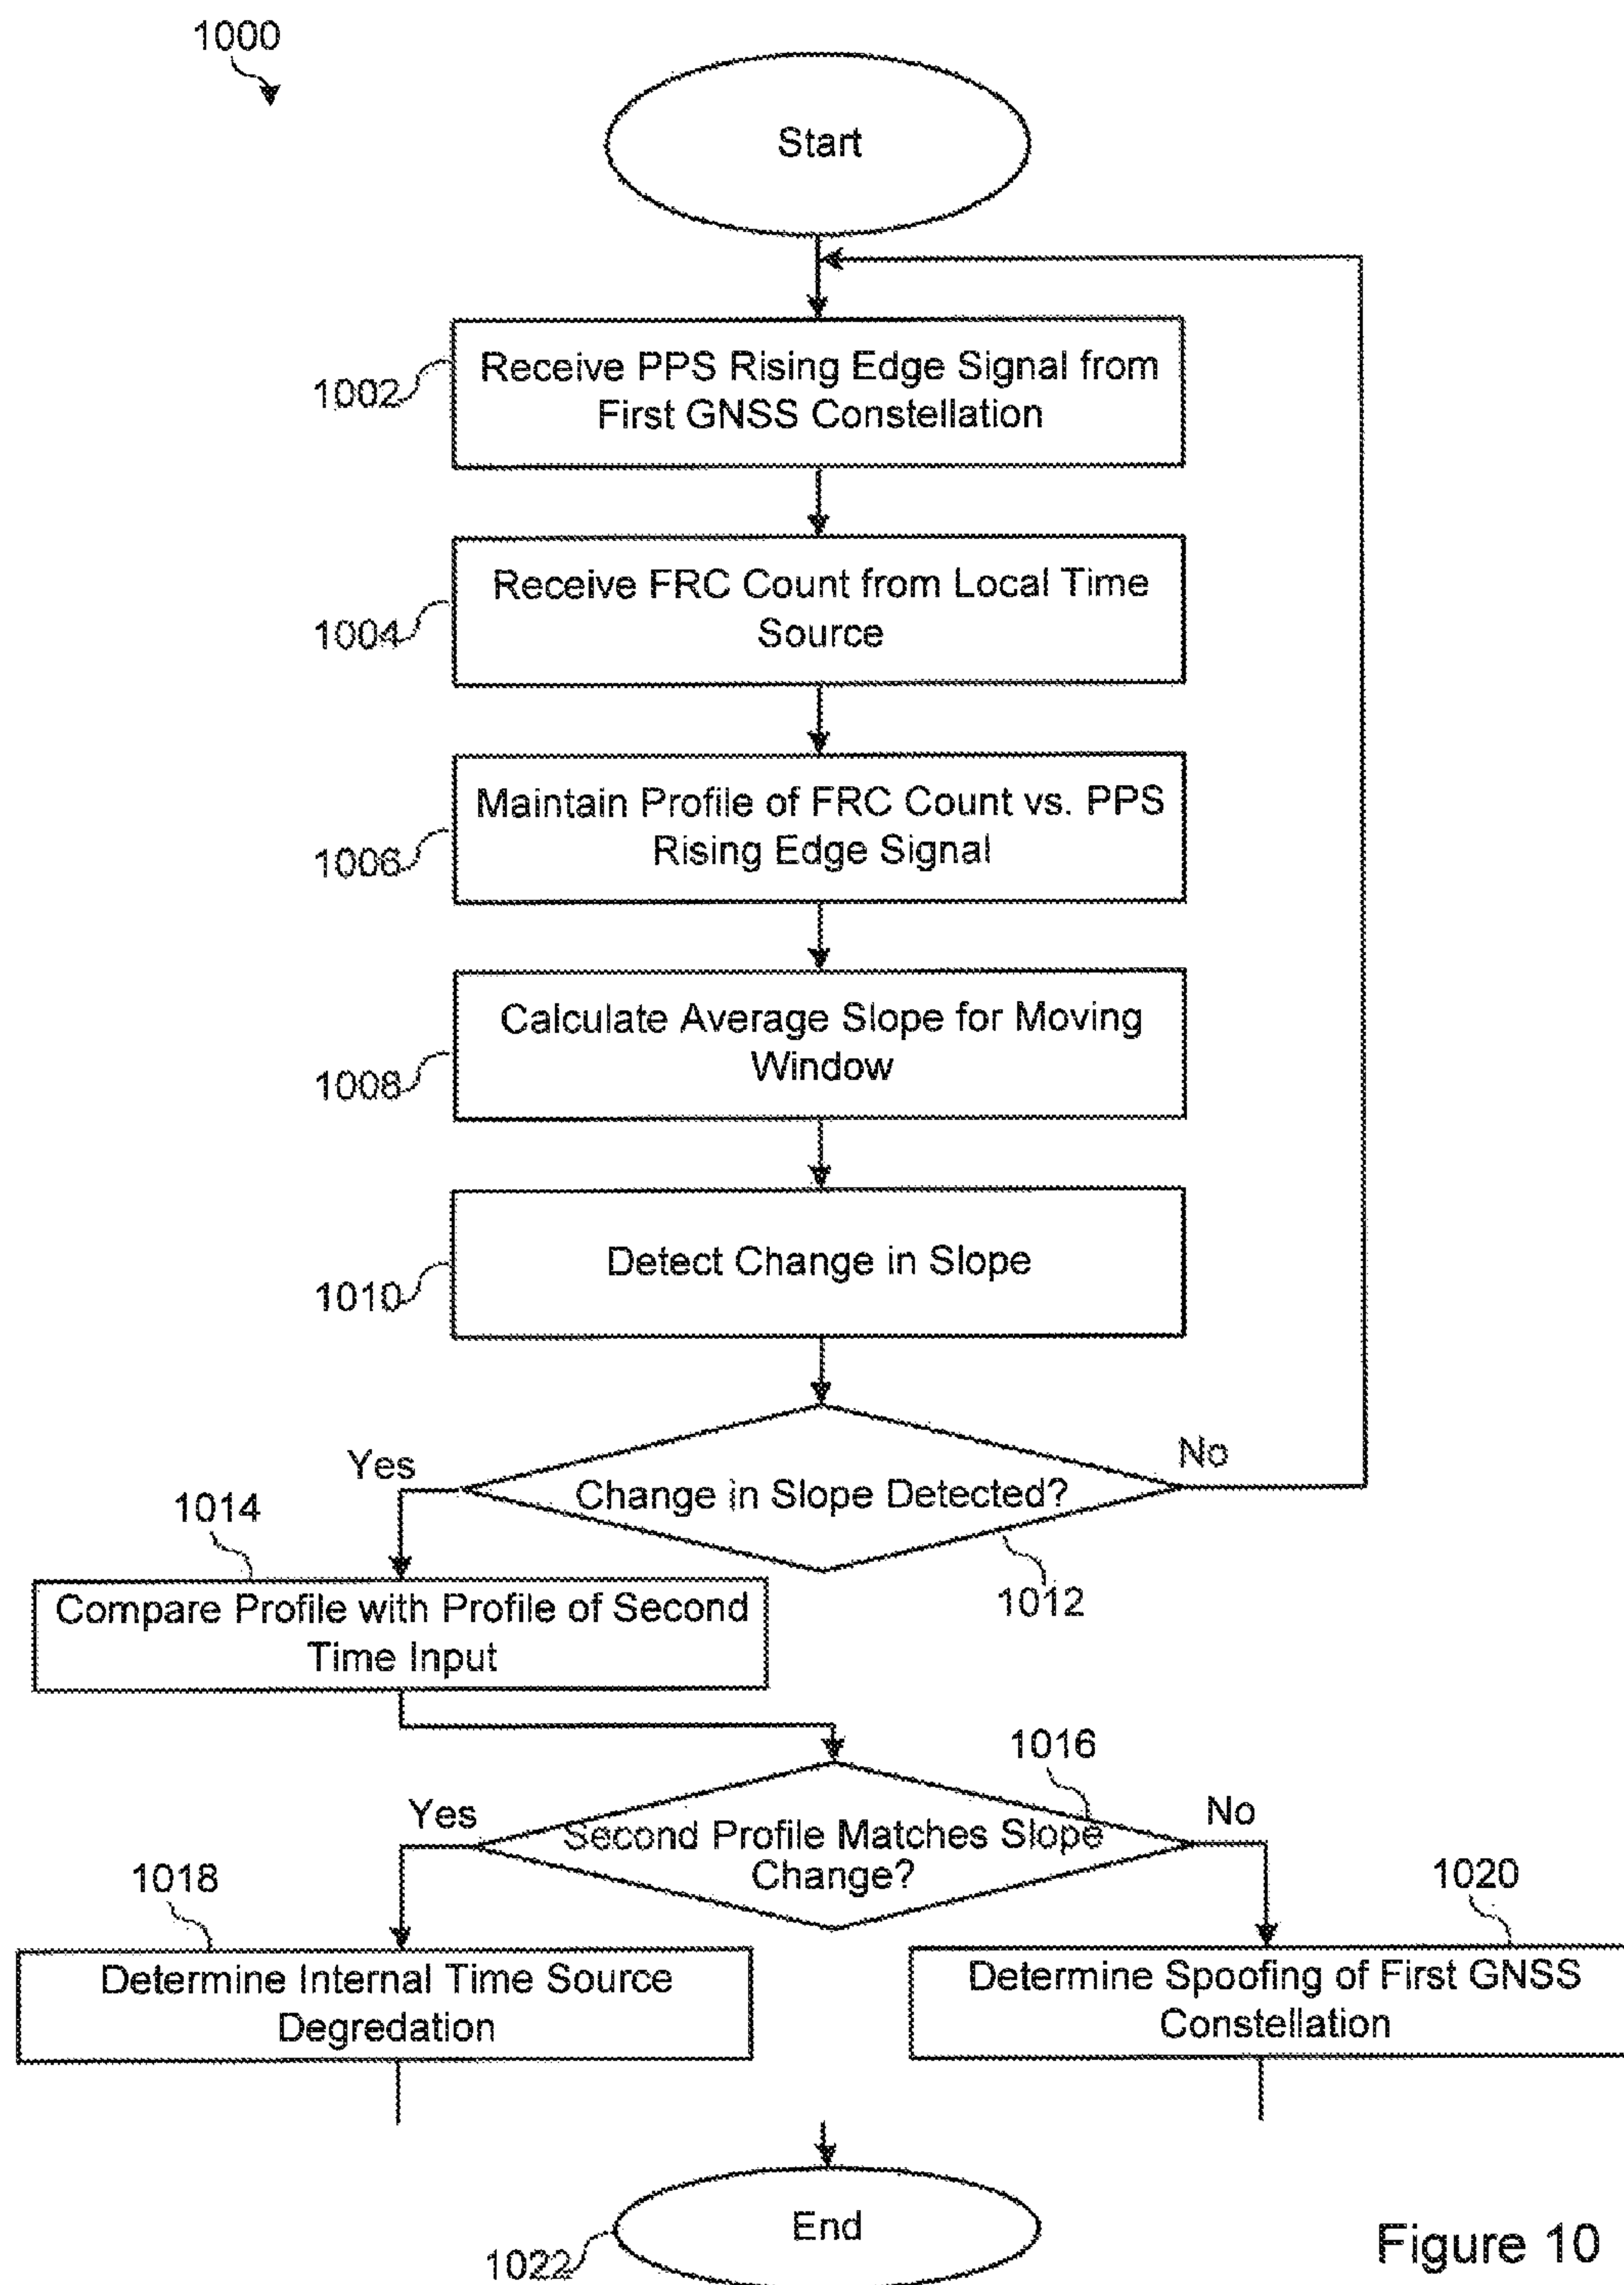 1000
Start
Receive PPS Rising Edge Signal from
First GNSS Constellation
1002
Receive FRC Count from Local Time
Source
1004
Maintain Profile of FRC Count vs. PPS
Rising Edge Signal
1006
Calculate Average Slope for Moving
Window
1008
Detect Change in Slope
1010
Yes
No
Change in Slope Detected?
1012
1014
Compare Profile with Profile of Second
Time Input
1016
Yes
No
Second Profile Matches Slope
Change?
1018
1020
Determine Internal Time Source
Degredation
Determine Spoofing of First GNSS
Constellation
End
1022
Figure 10